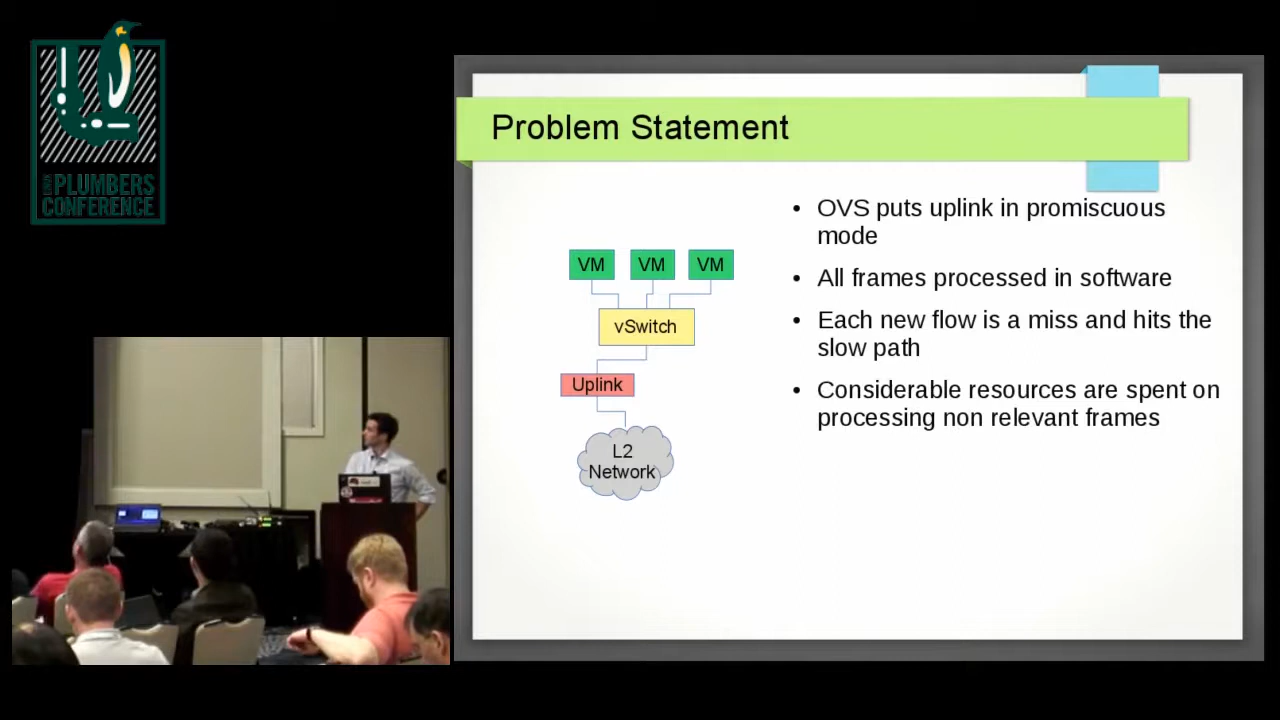 PLUMBERS
CONFERENCE
Problem Statement
VM VM VM
vSwitch
Uplink
L2
Network
• OVS puts uplink in promiscuous
mode
• All frames processed in software
• Each new flow is a miss and hits the
slow path
• Considerable resources are spent on
processing non relevant frames